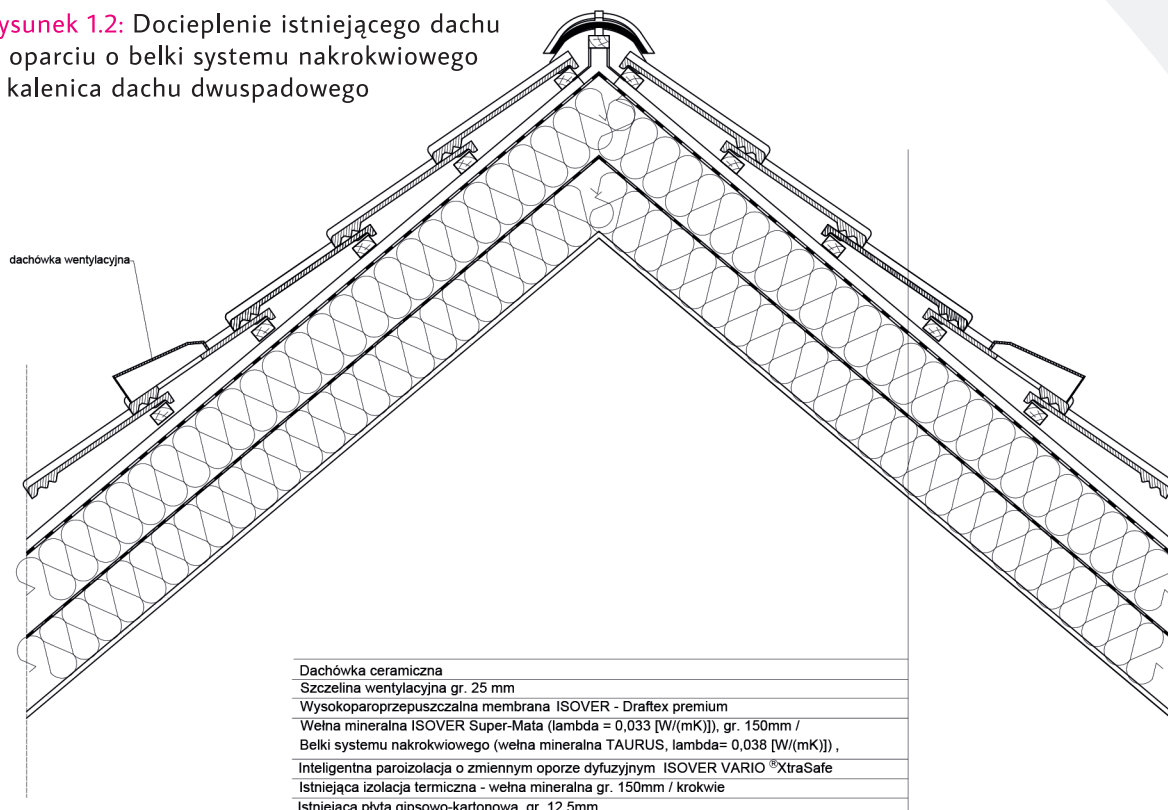 ysunek 1.2: Docieplenie istniejącego dachu
oparciu o belki systemu nakrokwiowego
kalenica dachu dwuspadowego
dachówka wentylacyjna
Dachówka ceramiczna
Szczelina wentylacyjna gr. 25 mm
Wysokoparoprzepuszczalna membrana ISOVER - Draftex premium
Wełna mineralna ISOVER Super-Mata (lambda = 0,033 [W/(mK)]), gr. 150mm /
Belki systemu nakrokwiowego (wełna mineralna TAURUS, lambda= 0,038 [W/(mK)]) ,
Inteligentna paroizolacja o zmiennym oporze dyfuzyjnym ISOVER VARIO ®XtraSafe
Istniejąca izolacja termiczna - wełna mineralna gr. 150mm / krokwie
Istniejąca płyta gipsowo-kartonowa, gr. 12,5mm